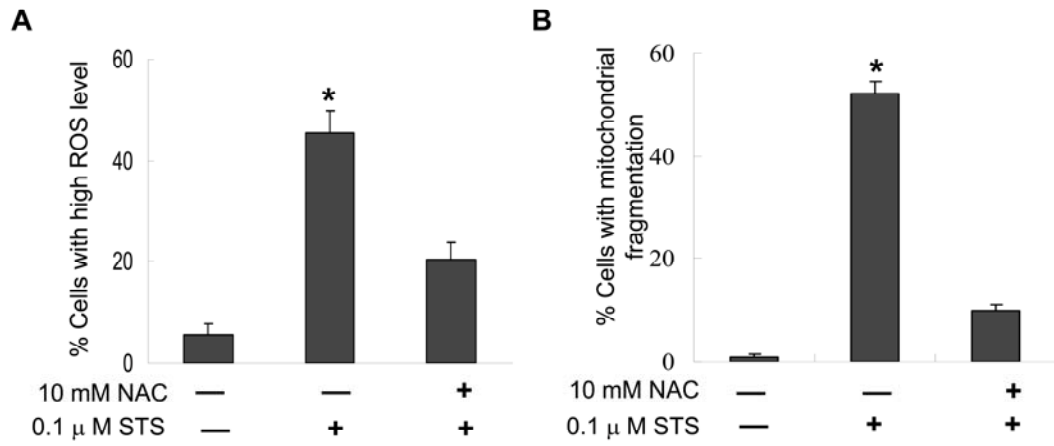 A
% Cells with high ROS level
60
40
20
0
10 mM NAC — — +
0.1 μ M STS — + +
B
% Cells with mitochondrial
fragmentation
60
60
20
0
*
*
10 mM NAC — — +
0.1 μ M STS — + +